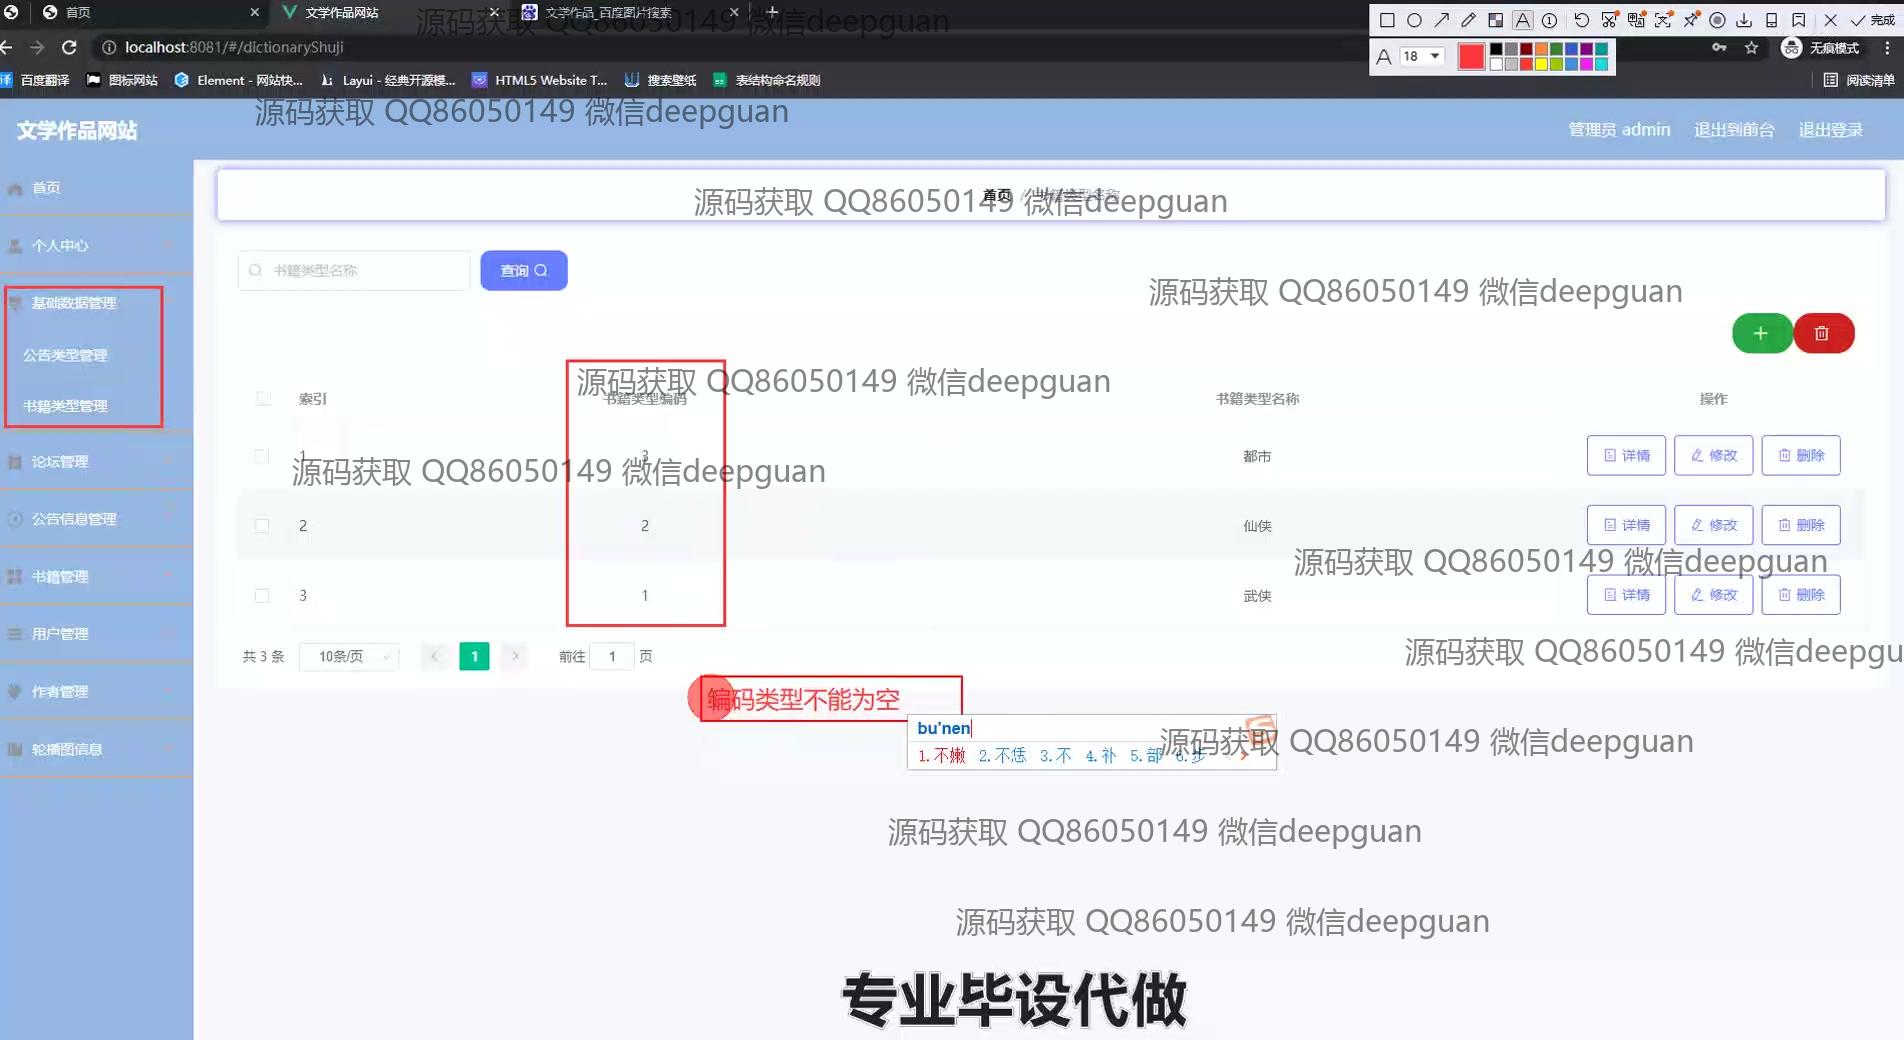 首页
文学作品网站
文学作品_百度图片搜索
源码获取 QQ86050149 微信deepguan
完成
localhost:8081/#/dictionaryShuji
A 18
无痕模式
译 百度翻译
图标网站
Element - 网站快...
Layui - 经典开源模...
HTML5 Website T...
搜索壁纸
表结构命名规则
阅读清单
源码获取 QQ86050149 微信deepguan
文学作品网站
管理员 admin
退出到前台
退出登录
首页
个人中心
基础数据管理
公告类型管理
书籍类型管理
论坛管理
公告信息管理
书籍管理
用户管理
作者管理
轮播图信息
首页 / 书籍类型名称
源码获取 QQ86050149 微信deepguan
书籍类型名称
查询
源码获取 QQ86050149 微信deepguan
源码获取 QQ86050149 微信deepguan
索引 书籍类型编码 书籍类型名称 操作
1 3 都市 详情 修改 删除
源码获取 QQ86050149 微信deepguan
2 2 仙侠 详情 修改 删除
源码获取 QQ86050149 微信deepguan
3 1 武侠 详情 修改 删除
共 3 条 10条/页 1 前往 1 页
源码获取 QQ86050149 微信deepgu
编码类型不能为空
bu'nen
1.不嫩 2.不恁 3.不 4.补 5.部 6.步
源码获取 QQ86050149 微信deepguan
源码获取 QQ86050149 微信deepguan
源码获取 QQ86050149 微信deepguan
专业毕设代做